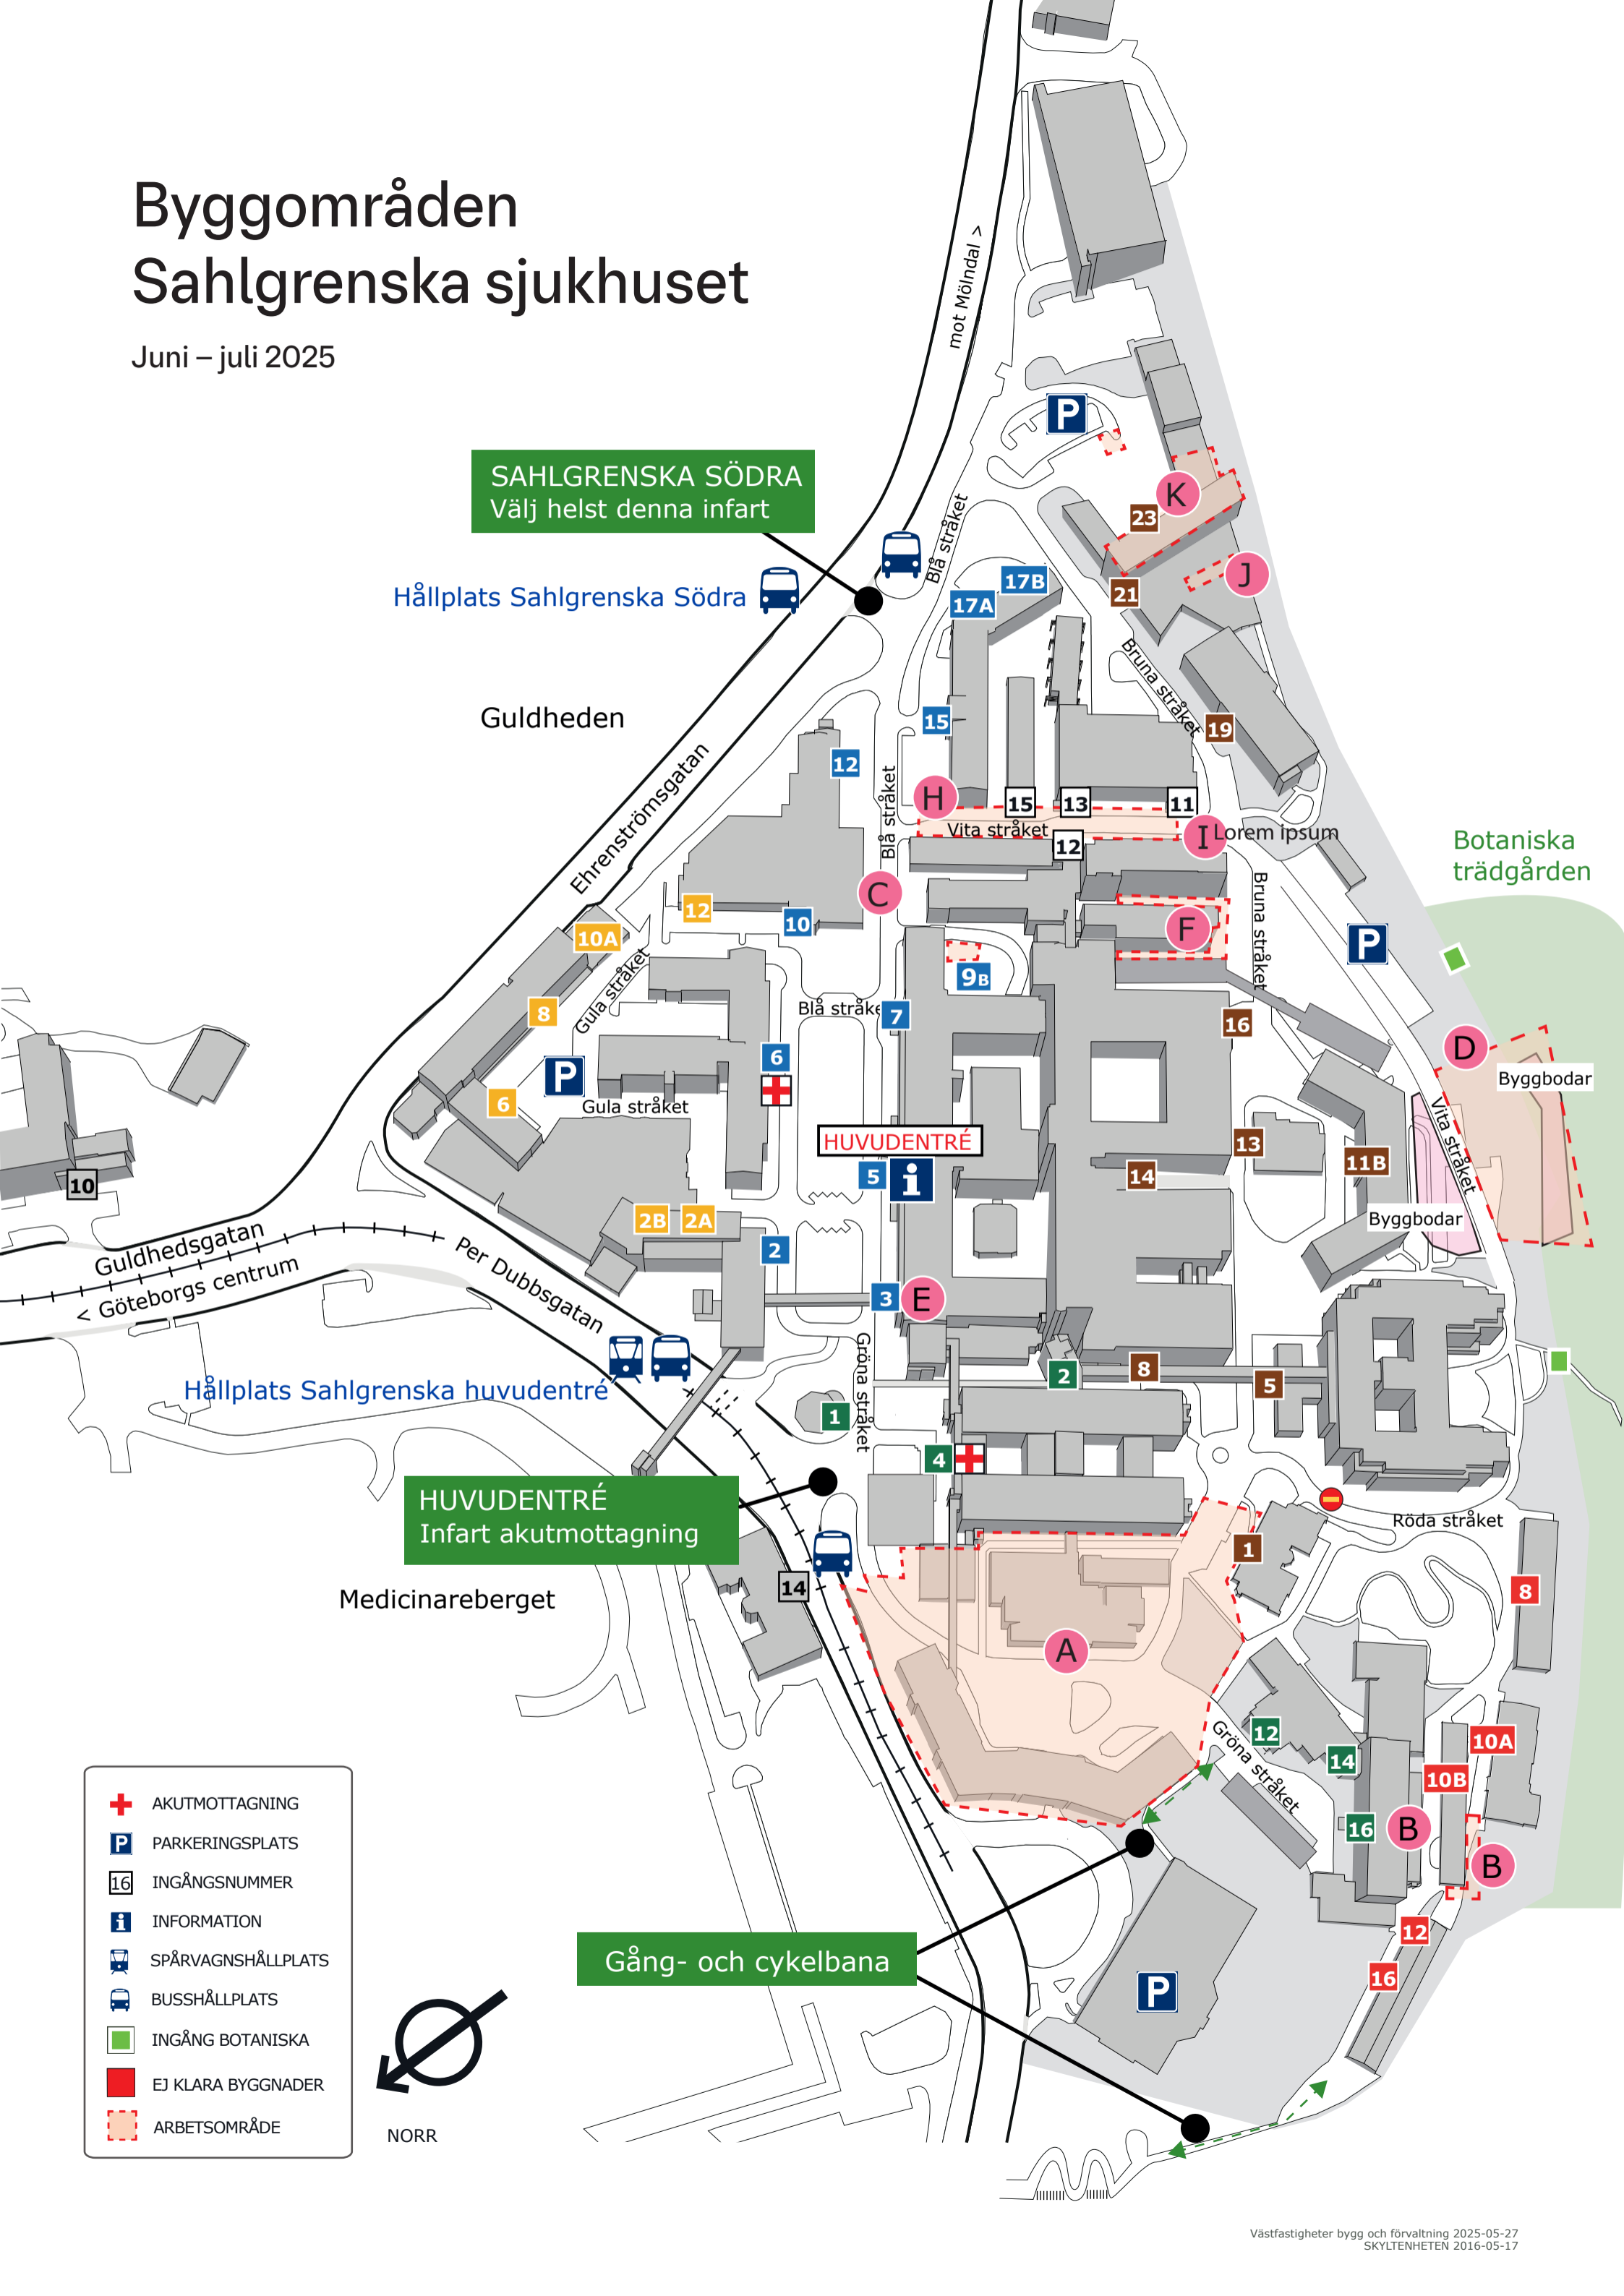 Byggområden
Sahlgrenska sjukhuset
Juni – juli 2025
mot Mölndal >
P
SAHLGRENSKA SÖDRA
Välj helst denna infart
K
23
Blå stråket
Hållplats Sahlgrenska Södra
J
21
17B
17A
Bruna stråket
Guldheden
15
19
12
Ehrenströmsgatan
Blå stråket
H
15
13
11
Vita stråket
I
Lorem ipsum
12
Botaniska
trädgården
C
12
10
F
Bruna stråket
P
10A
9B
Gula stråket
8
Blå stråke
7
16
D
6
P
Byggbodar
6
Gula stråket
Vita stråket
HUVUDENTRÉ
5
i
13
14
11B
10
2B
2A
Byggbodar
2
Guldhedsgatan
< Göteborgs centrum
Per Dubbsgatan
3
E
Gröna stråket
2
8
5
Hållplats Sahlgrenska huvudentré
1
4
HUVUDENTRÉ
Infart akutmottagning
Röda stråket
1
14
8
Medicinareberget
A
12
Gröna stråket
14
10A
10B
16
B
B
12
16
Gång- och cykelbana
P
AKUTMOTTAGNING
P
PARKERINGSPLATS
16
INGÅNGSNUMMER
i
INFORMATION
SPÅRVAGNSHÅLLPLATS
BUSSHÅLLPLATS
INGÅNG BOTANISKA
EJ KLARA BYGGNADER
ARBETSOMRÅDE
NORR
Västfastigheter bygg och förvaltning 2025-05-27
SKYLTENHETEN 2016-05-17